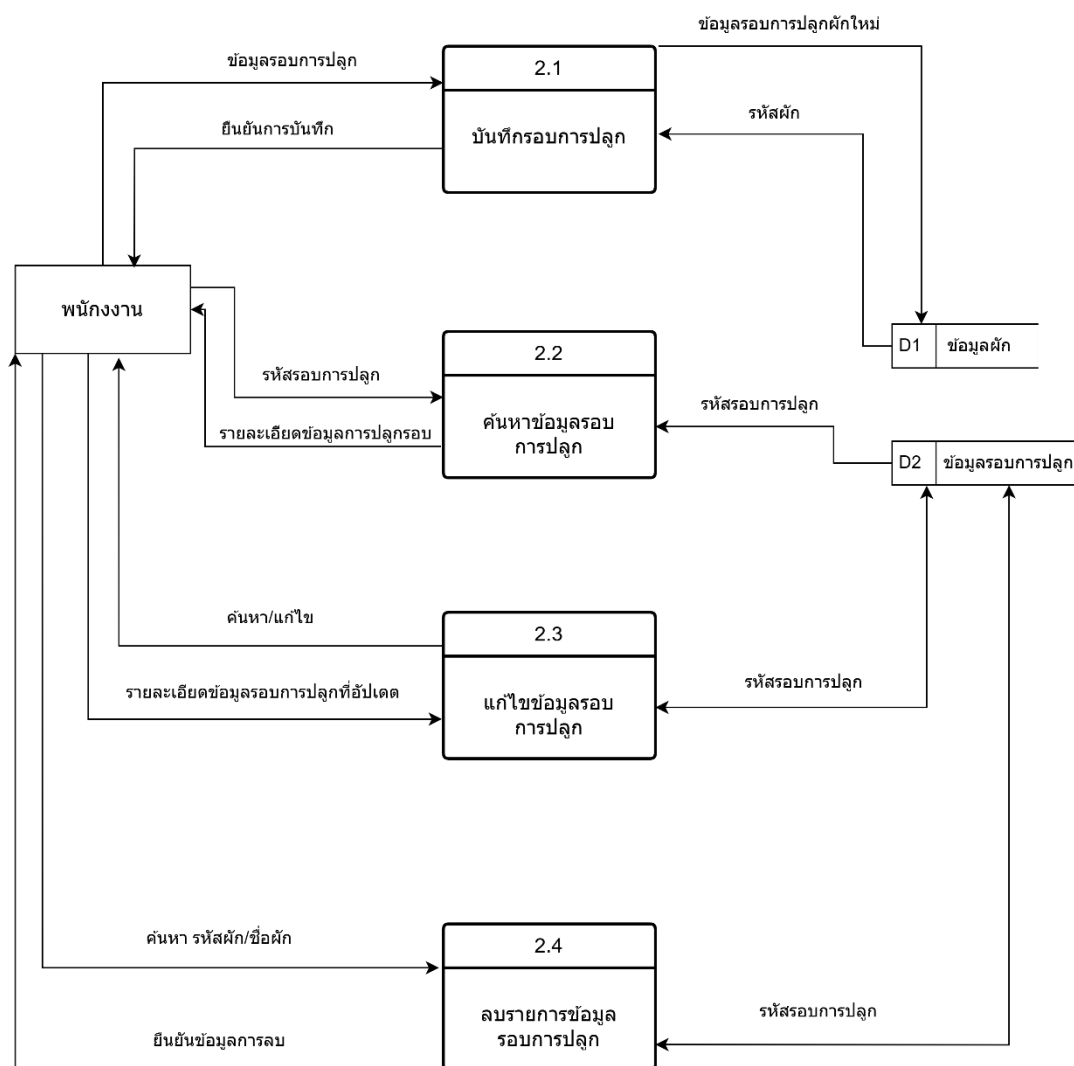 ข้อมูลรอบการปลูกผักใหม่
ข้อมูลรอบการปลูก
2.1
รหัสผัก
ยืนยันการบันทึก
บันทึกรอบการปลูก
พนักงงาน
2.2
D1
ข้อมูลผัก
รหัสรอบการปลูก
รหัสรอบการปลูก
ค้นหาข้อมูลรอบ
การปลูก
รายละเอียดข้อมูลการปลูกรอบ
D2
ข้อมูลรอบการปลูก
ค้นหา/แก้ไข
2.3
รายละเอียดข้อมูลรอบการปลูกที่อัปเดต
แก้ไขข้อมูลรอบ
การปลูก
รหัสรอบการปลูก
ค้นหา รหัสผัก/ชื่อผัก
2.4
ลบรายการข้อมูล
รอบการปลูก
รหัสรอบการปลูก
ยืนยันข้อมูลการลบ